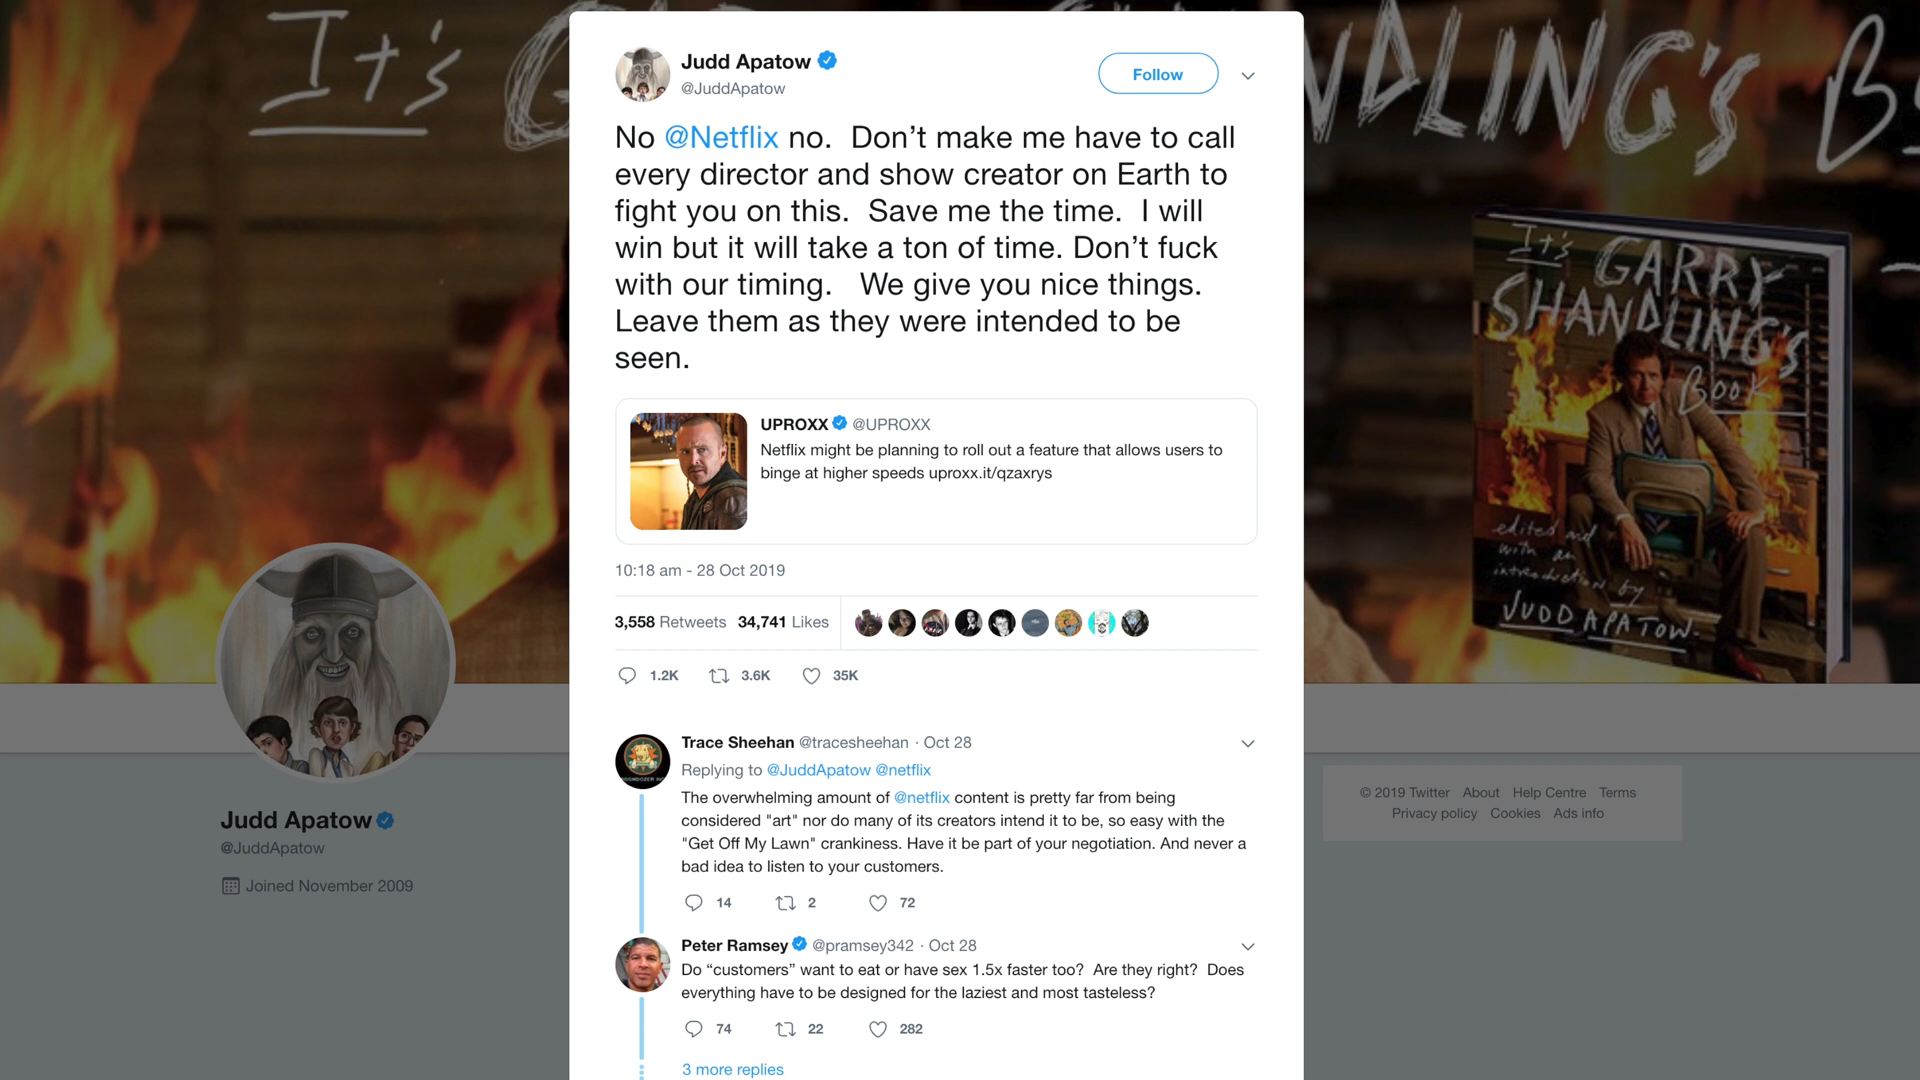 It's G
NDLING's B
Judd Apatow
@JuddApatow
Follow
No @Netflix no.  Don’t make me have to call
every director and show creator on Earth to
fight you on this.  Save me the time.  I will
win but it will take a ton of time. Don’t fuck
with our timing.   We give you nice things.
Leave them as they were intended to be
seen.
UPROXX @UPROXX
Netflix might be planning to roll out a feature that allows users to
binge at higher speeds uproxx.it/qzaxrys
10:18 am - 28 Oct 2019
3,558 Retweets 34,741 Likes
1.2K 3.6K 35K
Trace Sheehan @tracesheehan · Oct 28
Replying to @JuddApatow @netflix
The overwhelming amount of @netflix content is pretty far from being
considered "art" nor do many of its creators intend it to be, so easy with the
"Get Off My Lawn" crankiness. Have it be part of your negotiation. And never a
bad idea to listen to your customers.
14 2 72
Peter Ramsey @pramsey342 · Oct 28
Do “customers” want to eat or have sex 1.5x faster too?  Are they right?  Does
everything have to be designed for the laziest and most tasteless?
74 22 282
3 more replies
Judd Apatow
@JuddApatow
Joined November 2009
It's GARRY
SHANDLING's
BOOK
edited and
with an
introduction by
JUDD APATOW.
© 2019 Twitter About Help Centre Terms
Privacy policy Cookies Ads info